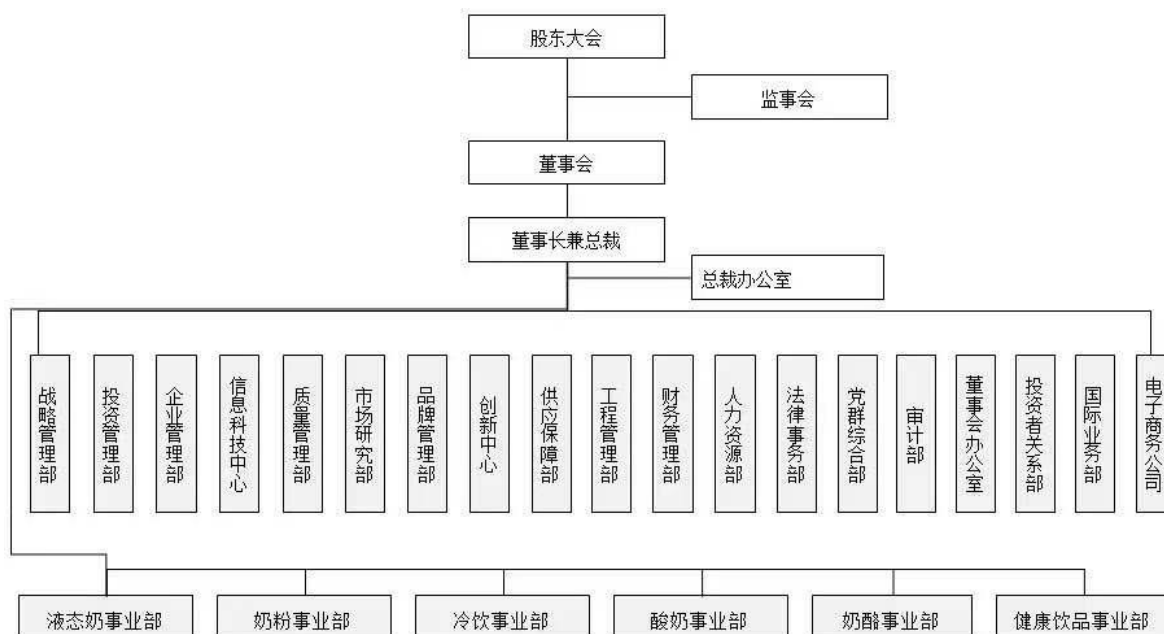 股东大会
监事会
董事会
董事长兼总裁
总裁办公室
战略管理部
投资管理部
企业管理部
信息科技中心
质量管理部
市场研究部
品牌管理部
创新中心
供应保障部
工程管理部
财务管理部
人力资源部
法律事务部
党群综合部
审计部
董事会办公室
投资者关系部
国际业务部
电子商务公司
液态奶事业部
奶粉事业部
冷饮事业部
酸奶事业部
奶酪事业部
健康饮品事业部